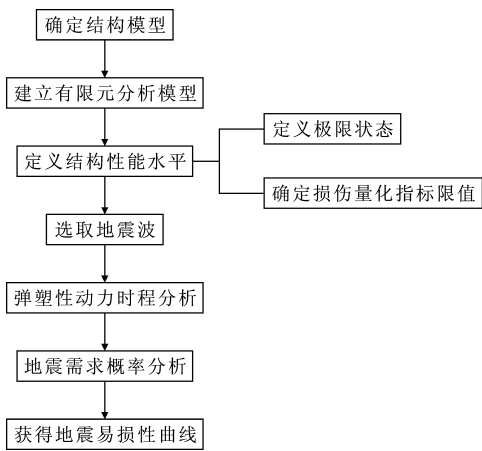 确定结构模型
建立有限元分析模型
定义结构性能水平
定义极限状态
确定损伤量化指标限值
选取地震波
弹塑性动力时程分析
地震需求概率分析
获得地震易损性曲线